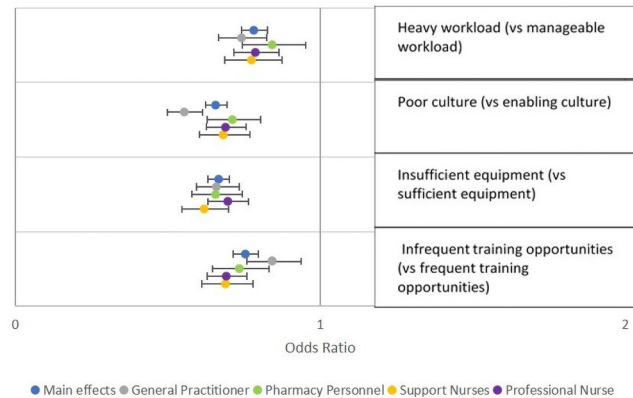 Heavy workload (vs manageable
workload)
Poor culture (vs enabling culture)
Insufficient equipment (vs
sufficient equipment)
Infrequent training opportunities
(vs frequent training
opportunities)
0 1 2
Odds Ratio
Main effects General Practitioner Pharmacy Personnel Support Nurses Professional Nurse